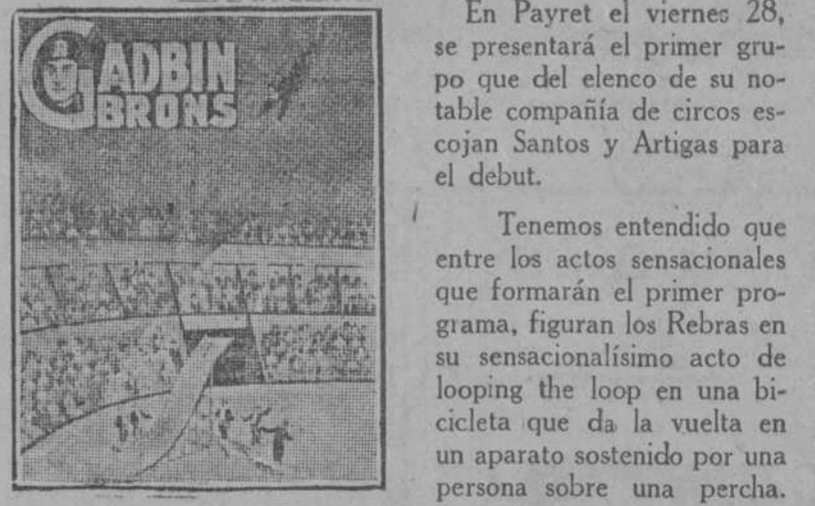 GADBIN
BRONS
En Payret el viernes 28,
se presentará el primer gru-
po que del elenco de su no-
table compañía de circos es-
cojan Santos y Artigas para
el debut.
Tenemos entendido que
entre los actos sensacionales
que formarán el primer pro-
grama, figuran los Rebras en
su sensacionalísimo acto de
looping the loop en una bi-
cicleta que da la vuelta en
un aparato sostenido por una
persona sobre una percha.